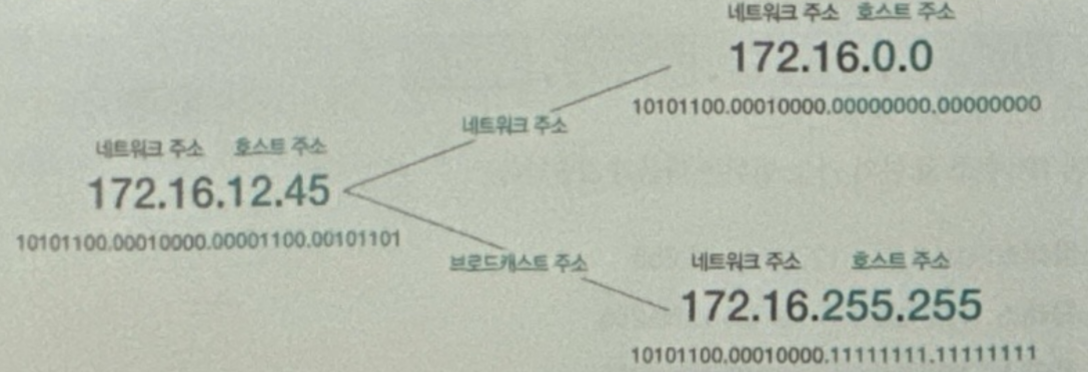 네트워크 주소 호스트 주소
172.16.12.45
10101100.00010000.00001100.00101101
네트워크 주소
네트워크 주소 호스트 주소
172.16.0.0
10101100.00010000.00000000.00000000
브로드캐스트 주소
네트워크 주소 호스트 주소
172.16.255.255
10101100.00010000.11111111.11111111